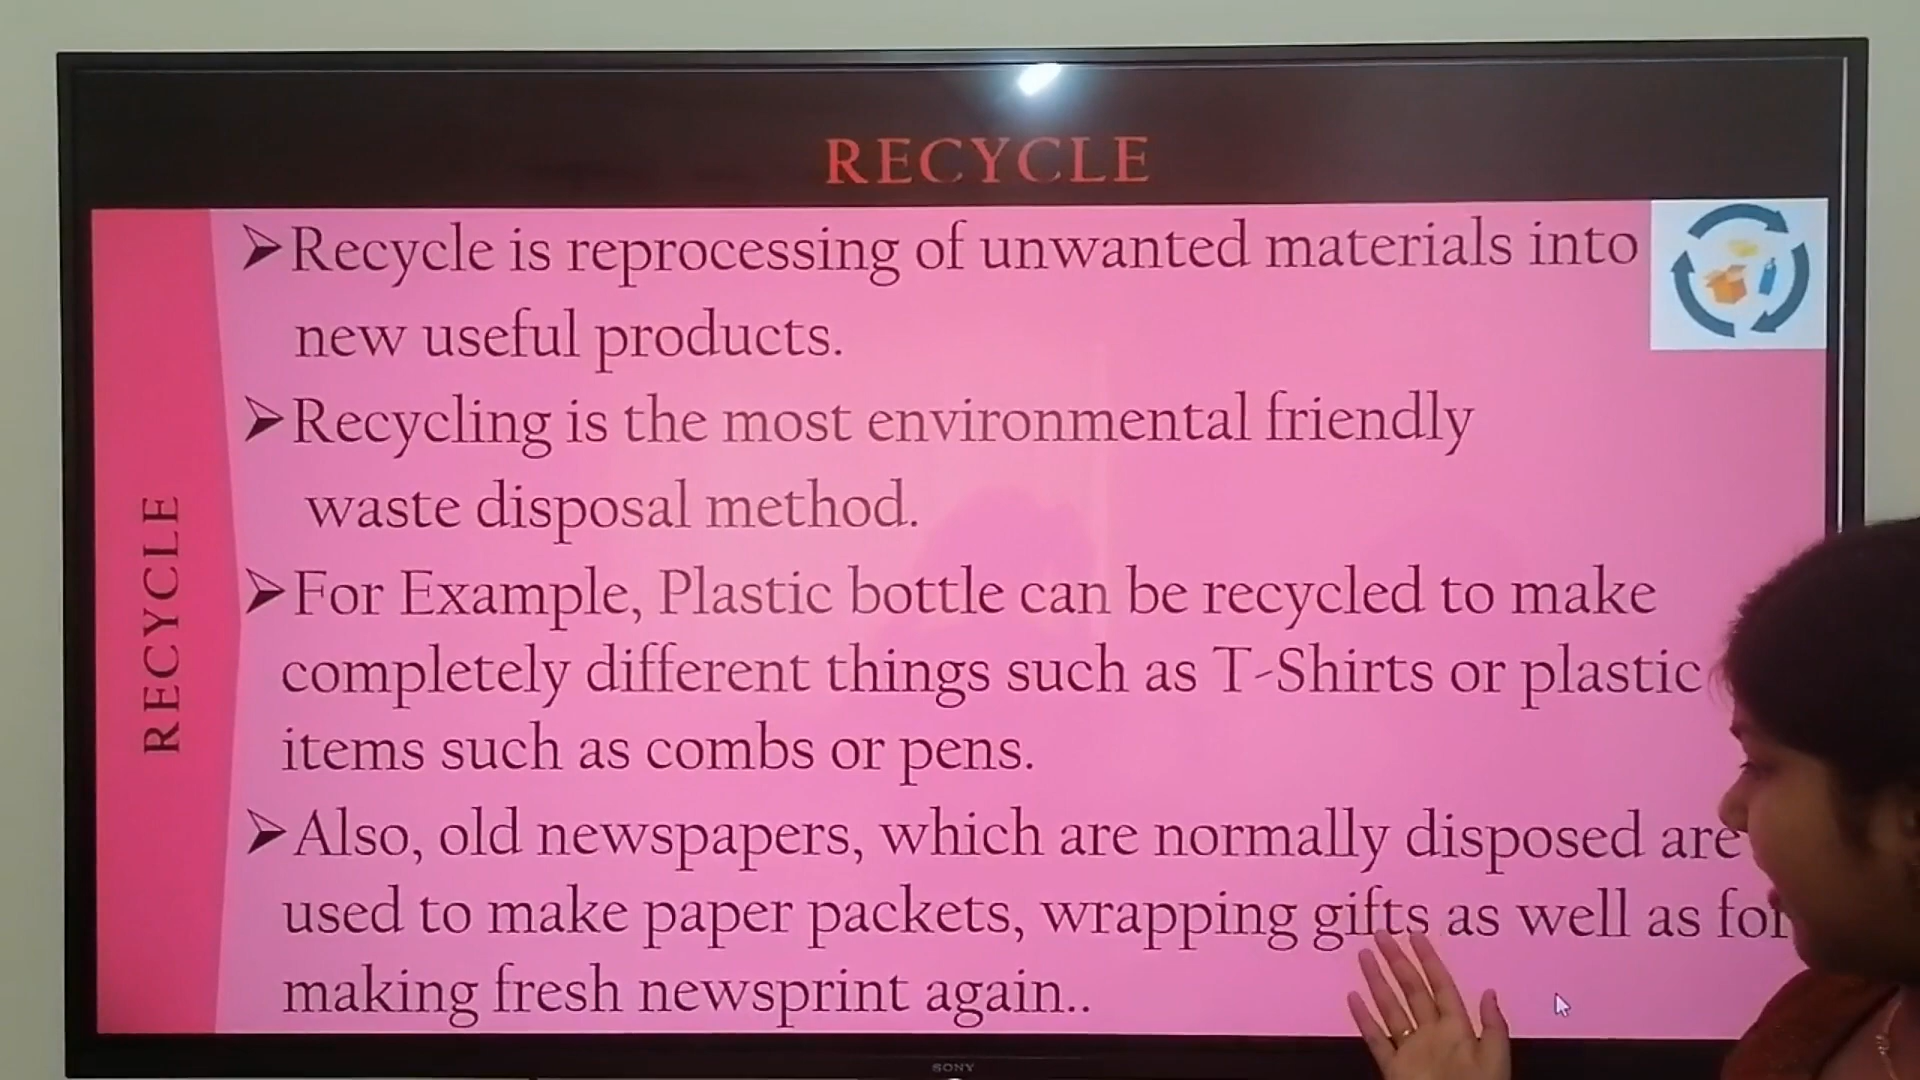 RECYCLE
➢Recycle is reprocessing of unwanted materials into
new useful products.
➢Recycling is the most environmental friendly
waste disposal method.
➢For Example, Plastic bottle can be recycled to make
completely different things such as T-Shirts or plastic
items such as combs or pens.
➢Also, old newspapers, which are normally disposed are
used to make paper packets, wrapping gifts as well as for
making fresh newsprint again..
RECYCLE
SONY